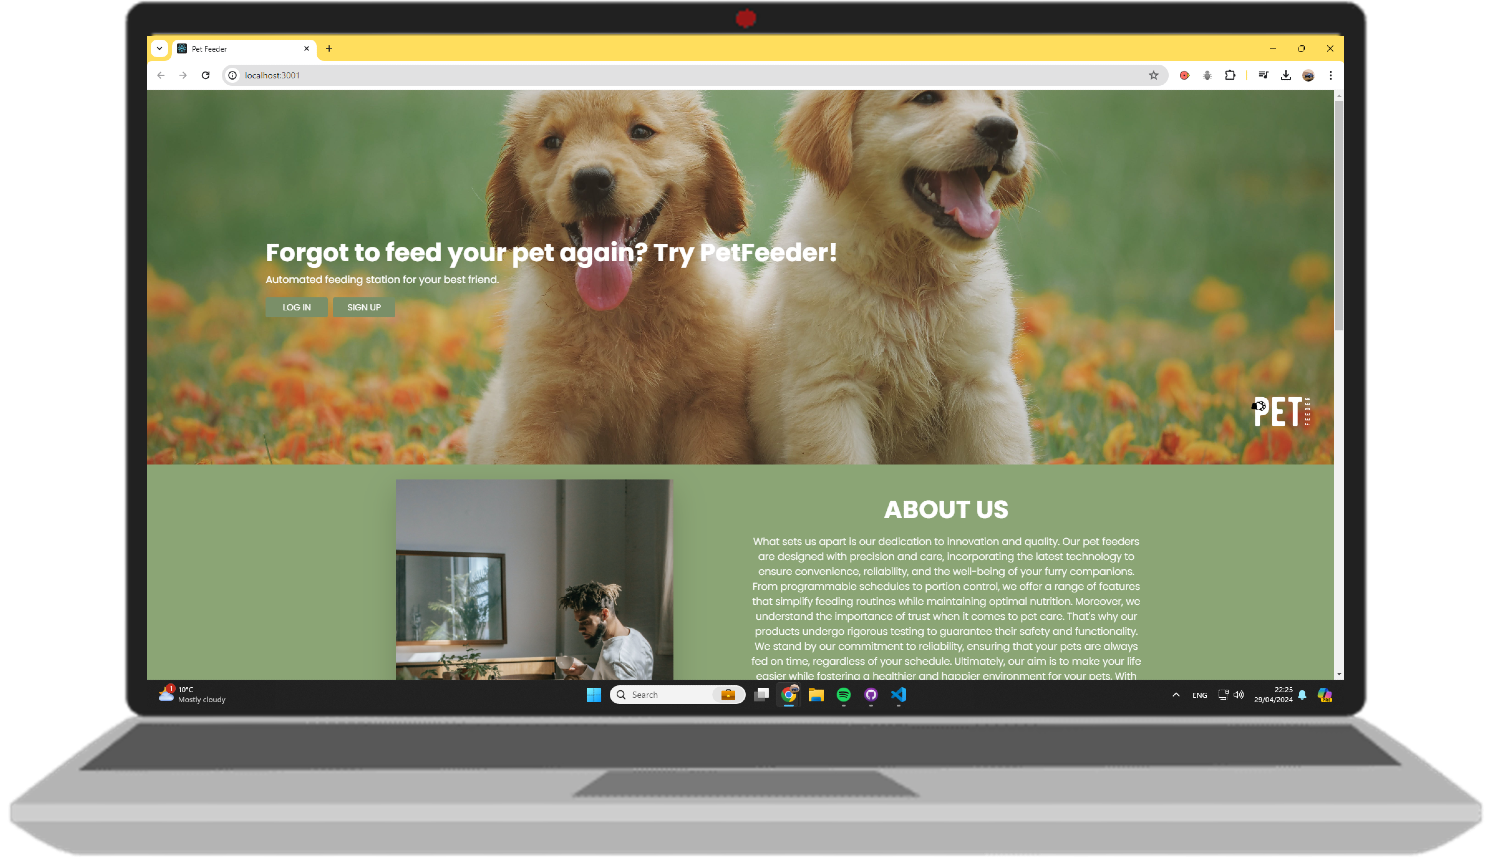 Pet Feeder
localhost:3001
Forgot to feed your pet again? Try PetFeeder!
Automated feeding station for your best friend.
LOG IN
SIGN UP
PET
FEEDER
ABOUT US
What sets us apart is our dedication to innovation and quality. Our pet feeders
are designed with precision and care, incorporating the latest technology to
ensure convenience, reliability, and the well-being of your furry companions.
From programmable schedules to portion control, we offer a range of features
that simplify feeding routines while maintaining optimal nutrition. Moreover, we
understand the importance of trust when it comes to pet care. That's why our
products undergo rigorous testing to guarantee their safety and functionality.
We stand by our commitment to reliability, ensuring that your pets are always
fed on time, regardless of your schedule. Ultimately, our aim is to make your life
easier while fostering a healthier and happier environment for your pets. With
1
10°C
Mostly cloudy
Search
ENG
22:25
29/04/2024